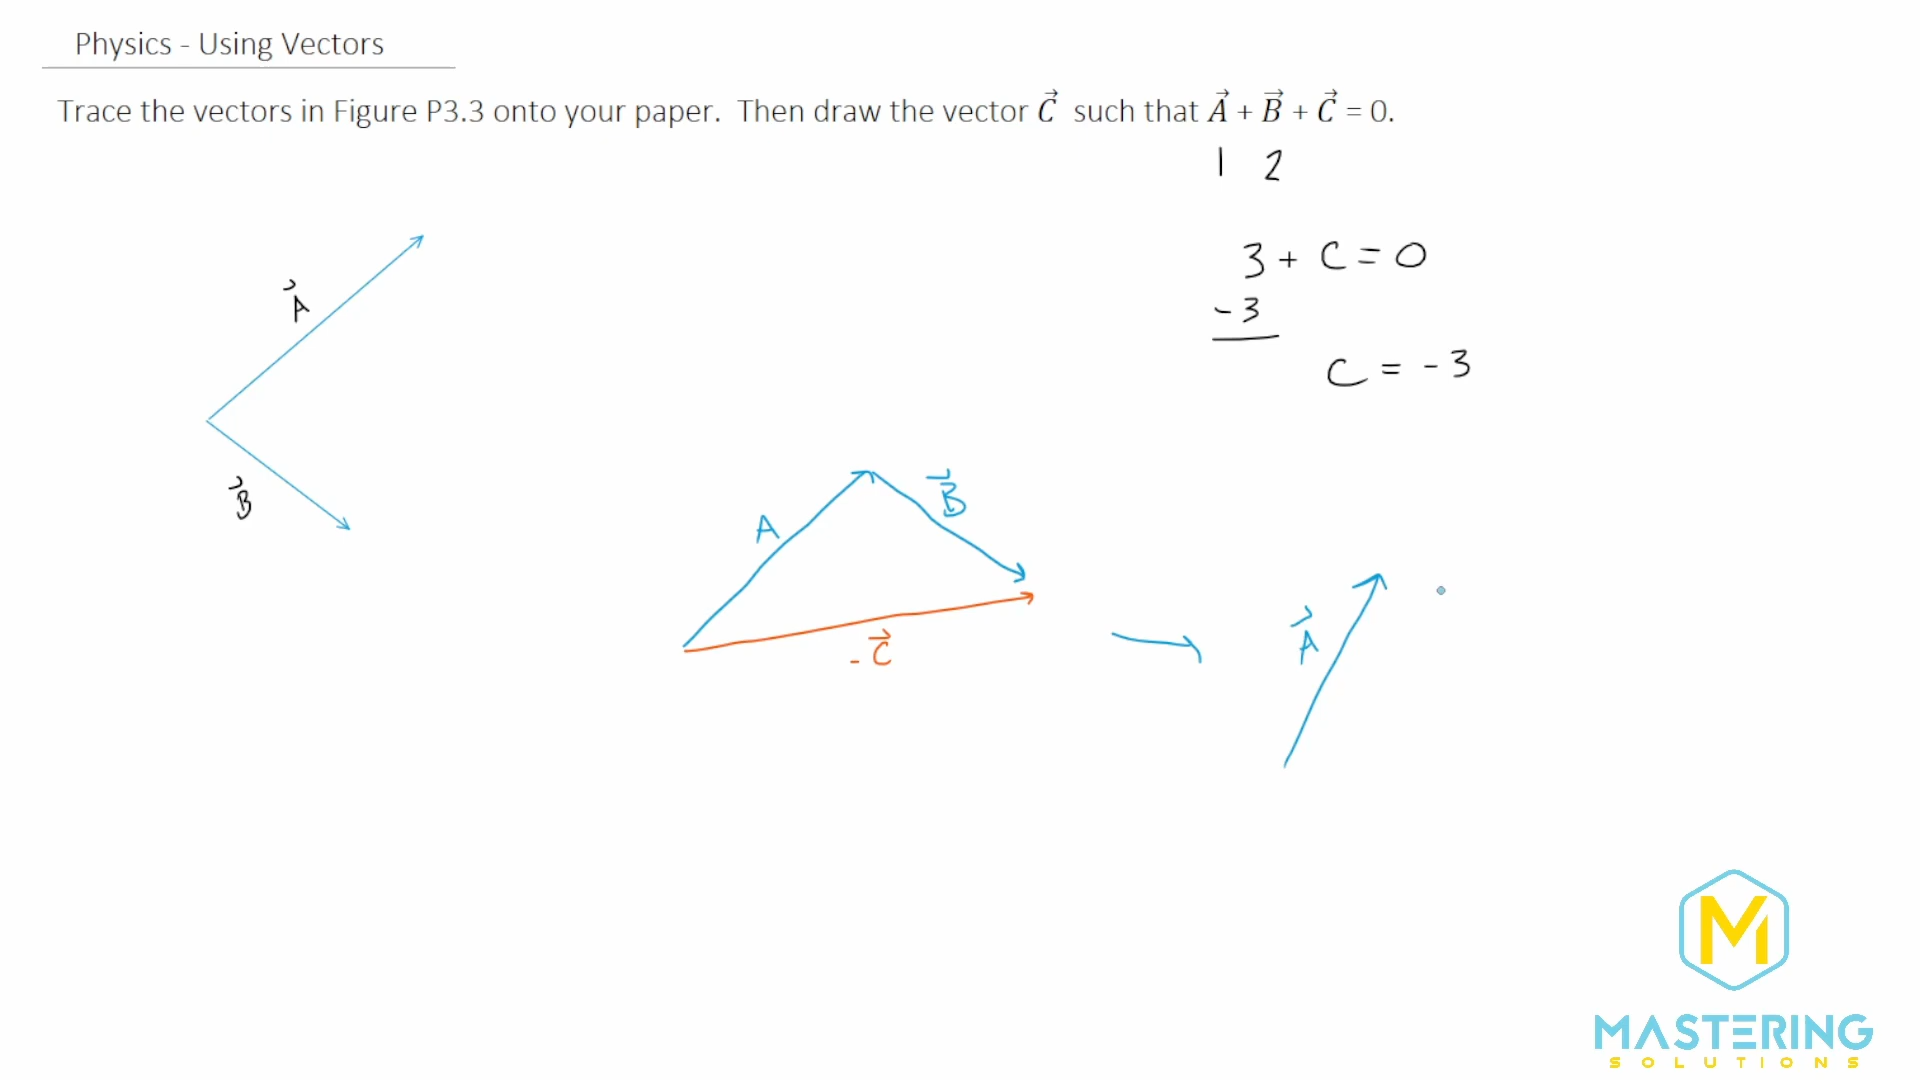 Physics - Using Vectors
Trace the vectors in Figure P3.3 onto your paper. Then draw the vector C⃗ such that A⃗ + B⃗ + C⃗ = 0.
1 2
3 + C = 0
- 3
C = - 3
A⃗
B⃗
A
B⃗
- C⃗
A⃗
M
MASTERING
SOLUTIONS